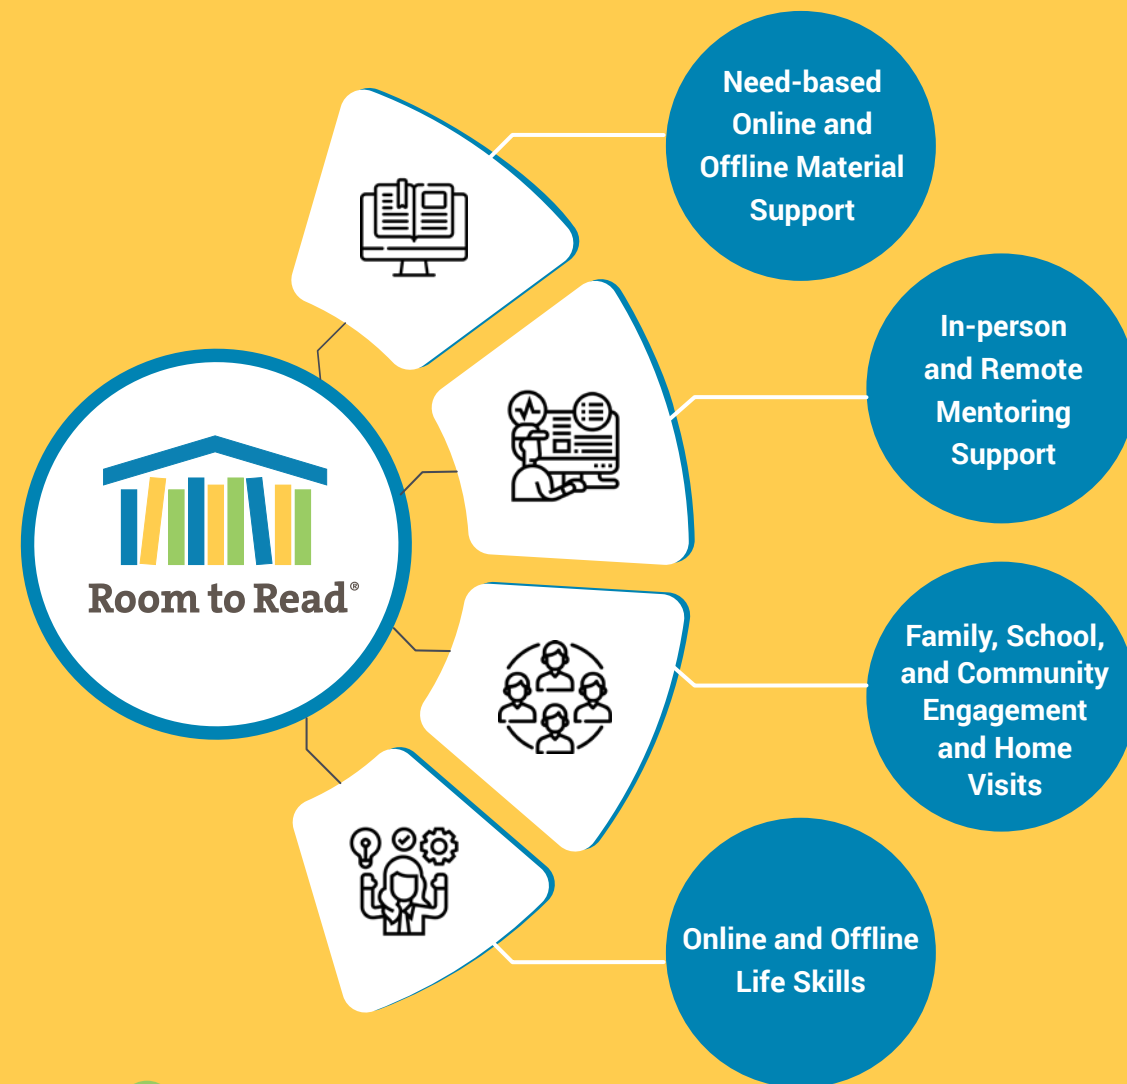 Need-based
Online and
Offline Material
Support
In-person
and Remote
Mentoring
Support
Room to Read®
Family, School,
and Community
Engagement
and Home
Visits
Online and Offline
Life Skills